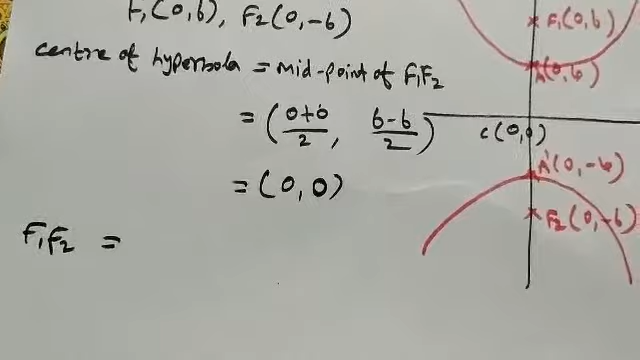 F₁(0,6), F₂(0,-6)
centre of hyperbola = mid-point of F₁F₂
= (0+0/2, 6-6/2)
= (0,0)
F₁F₂ =
F₁(0,6)
A(0,6)
C(0,0)
A'(0,-6)
F₂(0,-6)